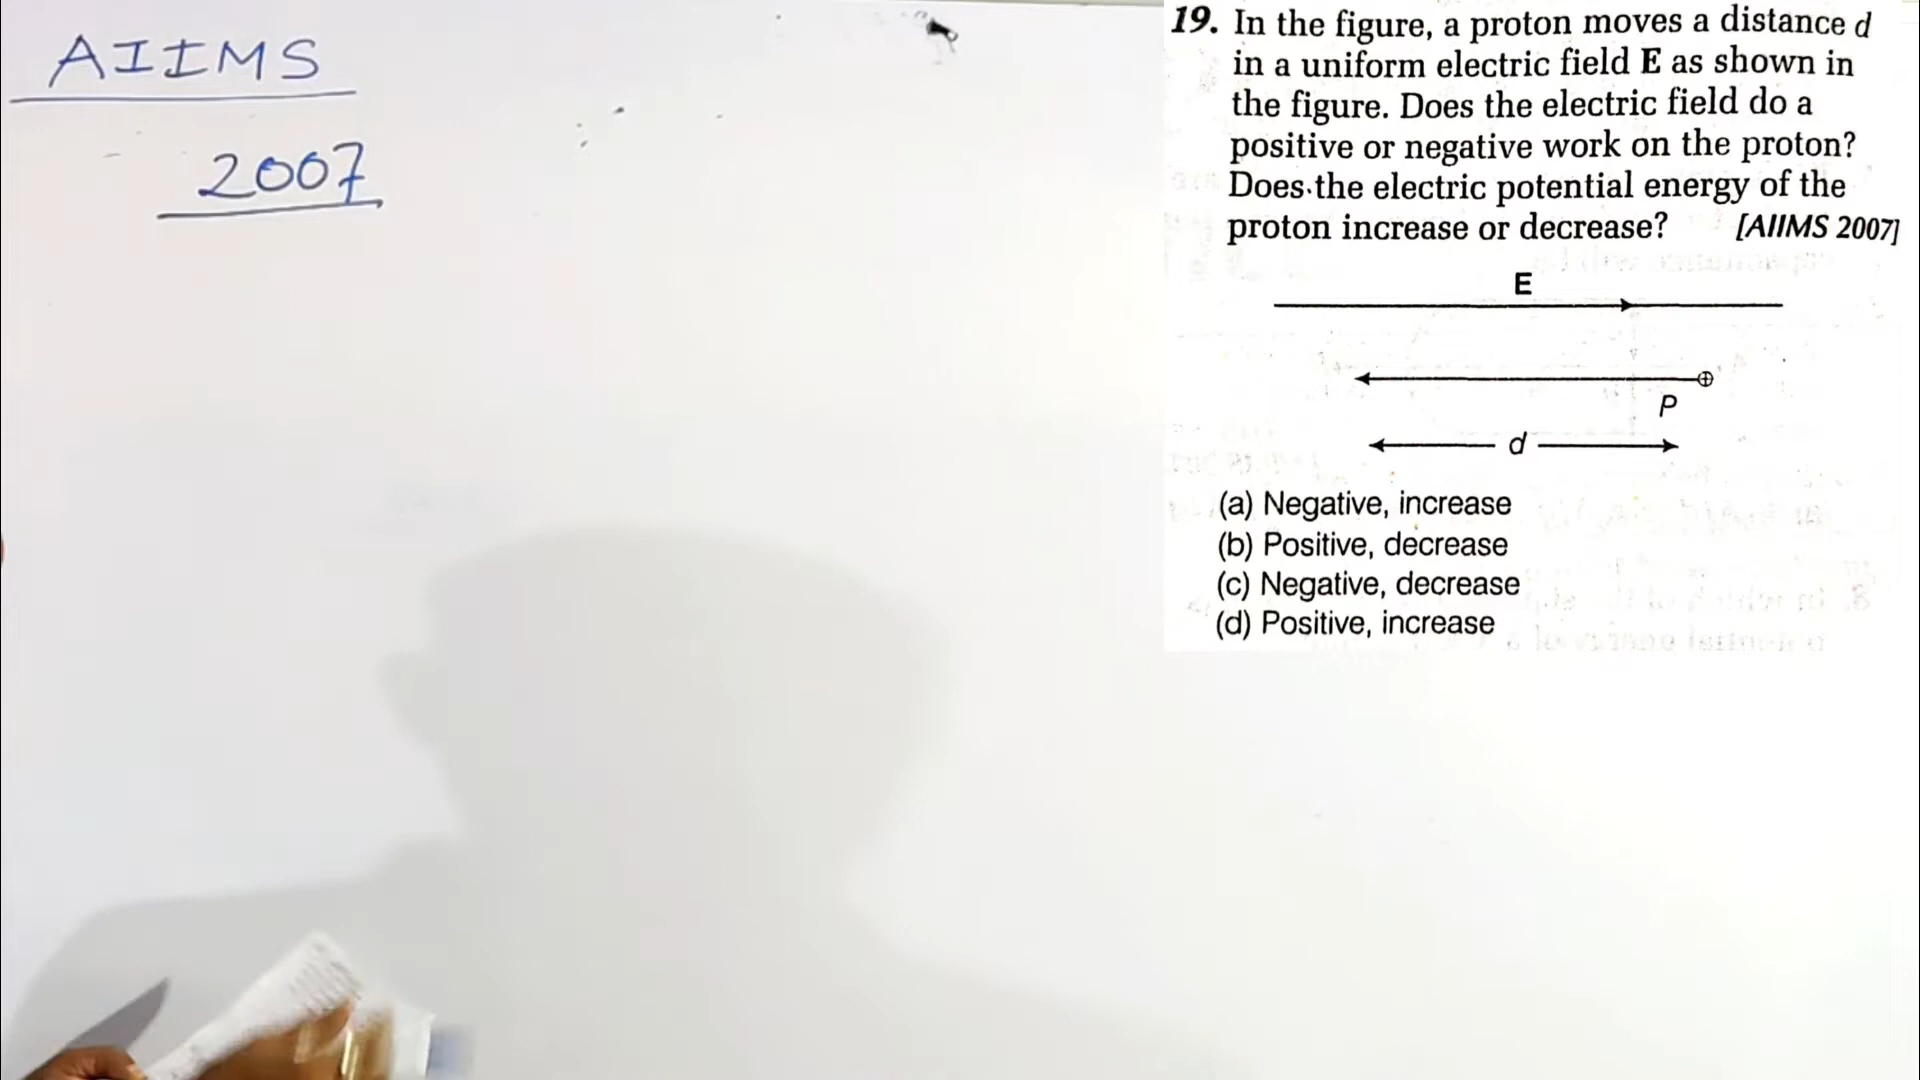 AIIMS
2007
19. In the figure, a proton moves a distance d
in a uniform electric field E as shown in
the figure. Does the electric field do a
positive or negative work on the proton?
Does the electric potential energy of the
proton increase or decrease? [AIIMS 2007]
E
P
d
(a) Negative, increase
(b) Positive, decrease
(c) Negative, decrease
(d) Positive, increase